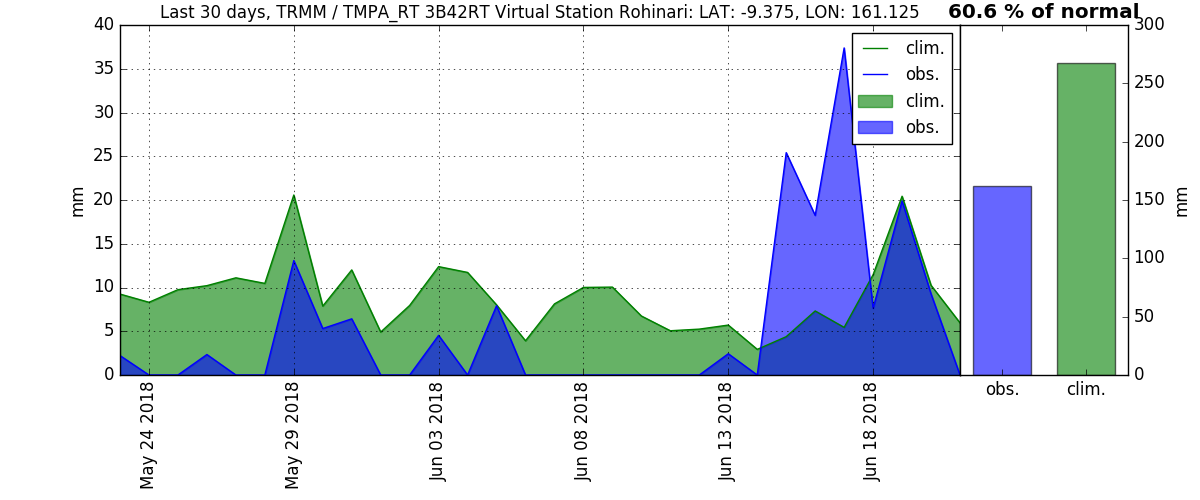 Last 30 days, TRMM / TMPA_RT 3B42RT Virtual Station Rohinari: LAT: -9.375, LON: 161.125
60.6 % of normal
40
35
30
25
20
15
10
5
0
mm
clim.
obs.
clim.
obs.
May 24 2018
May 29 2018
Jun 03 2018
Jun 08 2018
Jun 13 2018
Jun 18 2018
300
250
200
150
100
50
0
mm
obs.
clim.